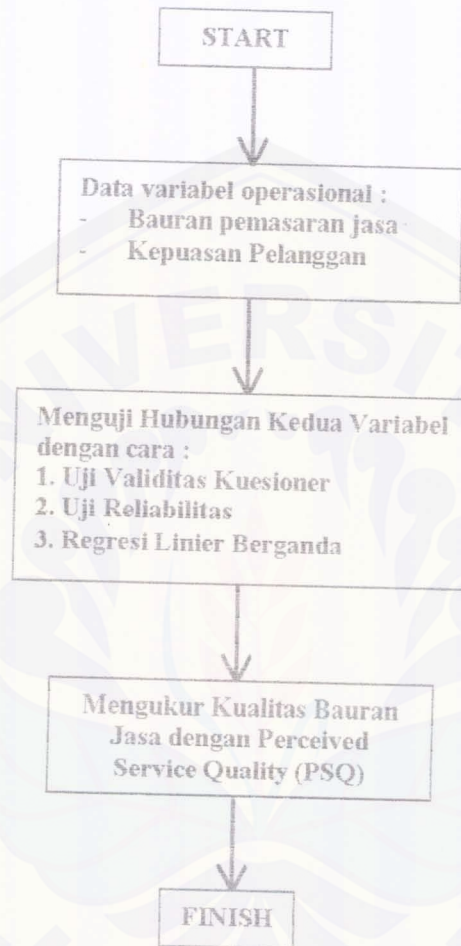 START
Data variabel operasional :
- Bauran pemasaran jasa
- Kepuasan Pelanggan
Menguji Hubungan Kedua Variabel
dengan cara :
1. Uji Validitas Kuesioner
2. Uji Reliabilitas
3. Regresi Linier Berganda
Mengukur Kualitas Bauran
Jasa dengan Perceived
Service Quality (PSQ)
FINISH